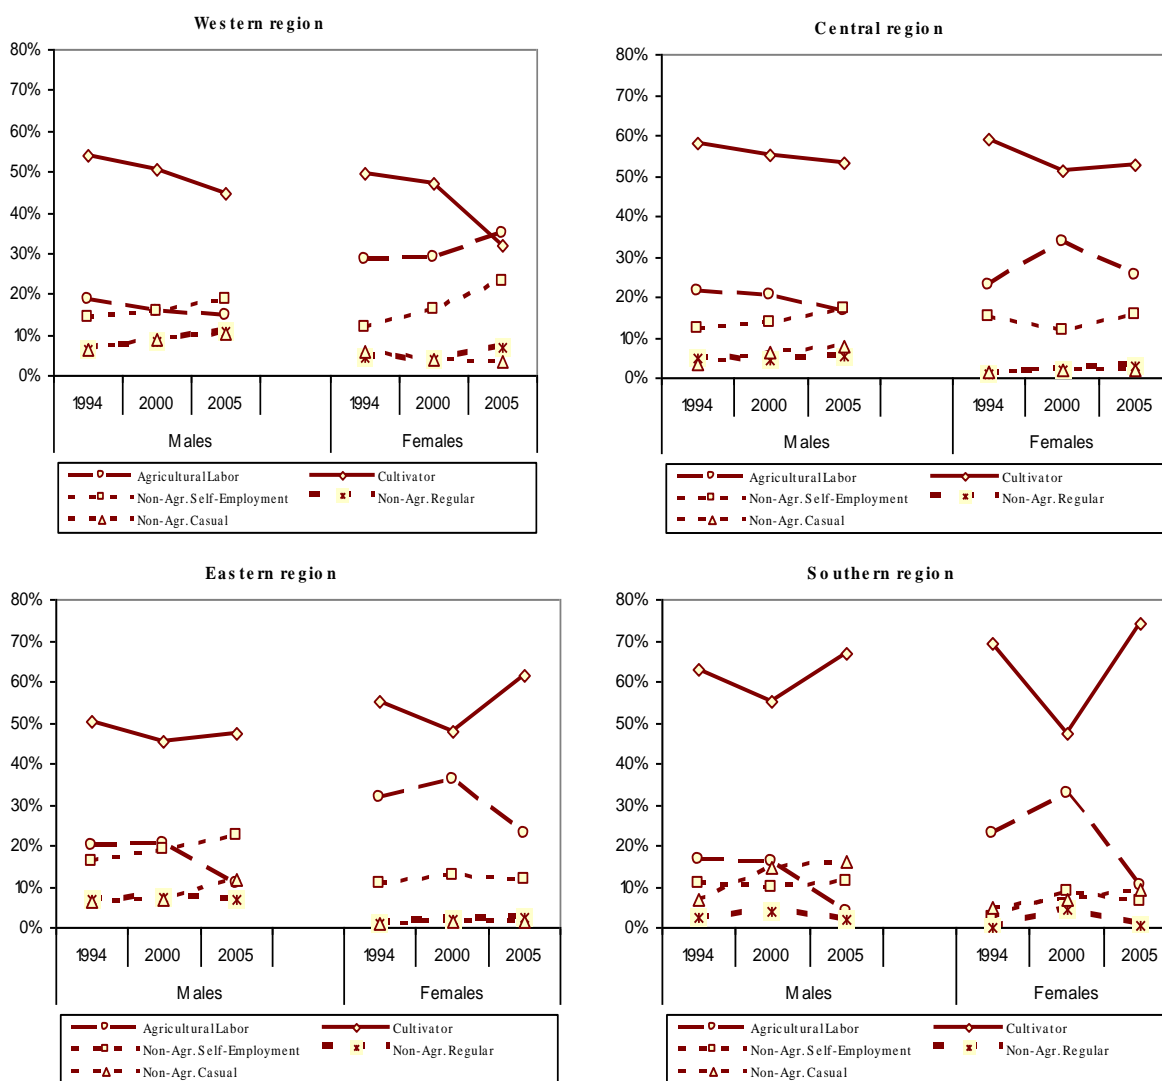 Western region
80%
70%
60%
50%
40%
30%
20%
10%
0%
1994 2000 2005 1994 2000 2005
Males Females
Agricultural Labor Cultivator
Non-Agr. Self-Employment Non-Agr. Regular
Non-Agr. Casual
Central region
80%
70%
60%
50%
40%
30%
20%
10%
0%
1994 2000 2005 1994 2000 2005
Males Females
Agricultural Labor Cultivator
Non-Agr. Self-Employment Non-Agr. Regular
Non-Agr. Casual
Eastern region
80%
70%
60%
50%
40%
30%
20%
10%
0%
1994 2000 2005 1994 2000 2005
Males Females
Agricultural Labor Cultivator
Non-Agr. Self-Employment Non-Agr. Regular
Non-Agr. Casual
Southern region
80%
70%
60%
50%
40%
30%
20%
10%
0%
1994 2000 2005 1994 2000 2005
Males Females
Agricultural Labor Cultivator
Non-Agr. Self-Employment Non-Agr. Regular
Non-Agr. Casual